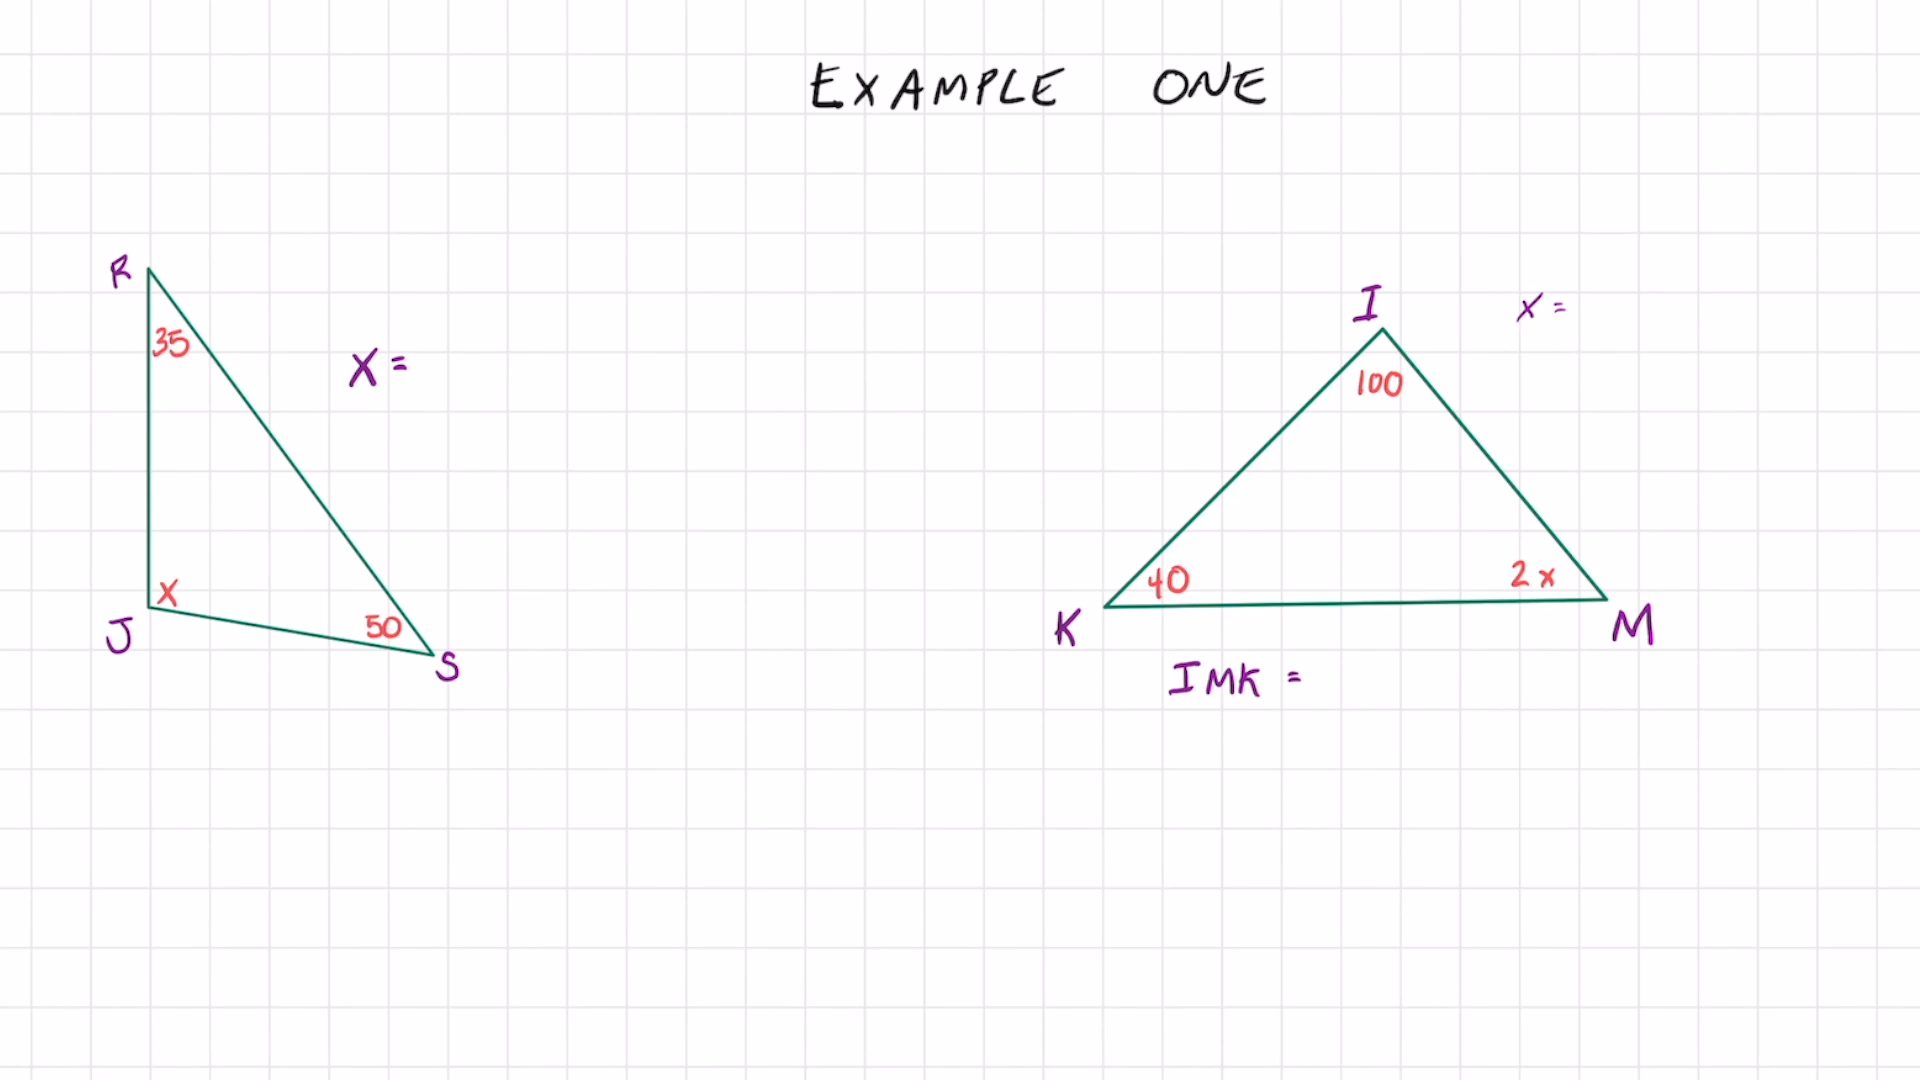 EXAMPLE ONE
R
35
X =
X
J
50
S
I
X =
100
40
2x
K
M
IMK =